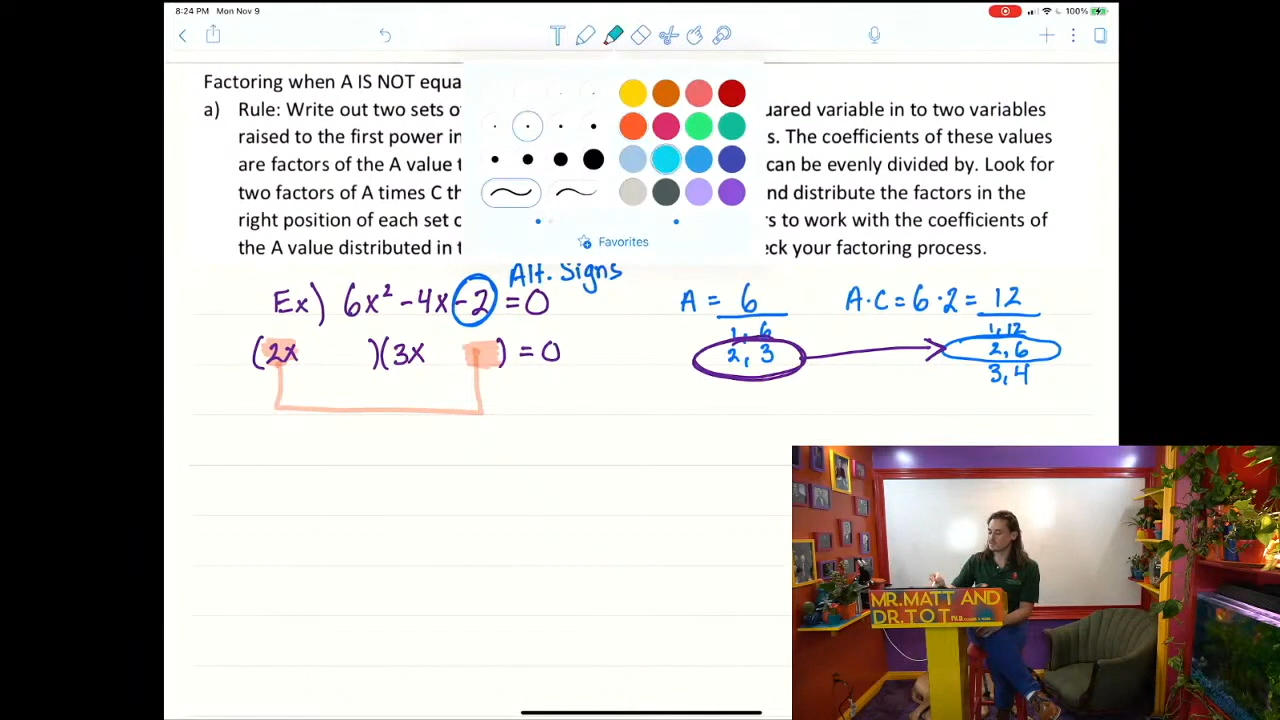 8:24 PM Mon Nov 9
100%
T
Factoring when A IS NOT equa
a) Rule: Write out two sets o uared variable in to two variables
raised to the first power in s. The coefficients of these values
are factors of the A value t can be evenly divided by. Look for
two factors of A times C th nd distribute the factors in the
right position of each set o rs to work with the coefficients of
the A value distributed in t eck your factoring process.
Favorites
Alt. Signs
Ex) 6x² -4x -2 = 0
A = 6
A·C = 6·2 = 12
1, 6
1, 12
(2x )(3x ) = 0
2, 3
2, 6
3, 4
MR.MATT AND
DR.TOT